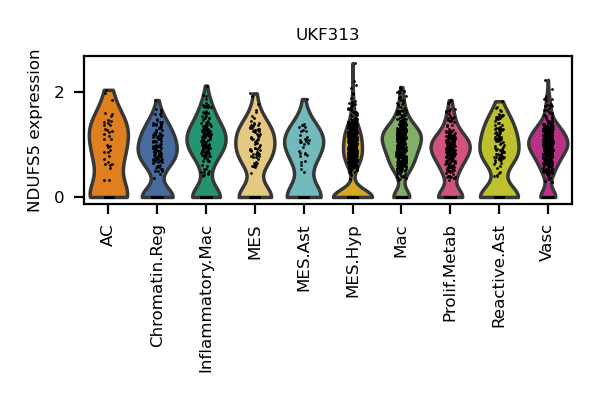 UKF313
NDUFS5 expression
2
0
AC
Chromatin.Reg
Inflammatory.Mac
MES
MES.Ast
MES.Hyp
Mac
Prolif.Metab
Reactive.Ast
Vasc